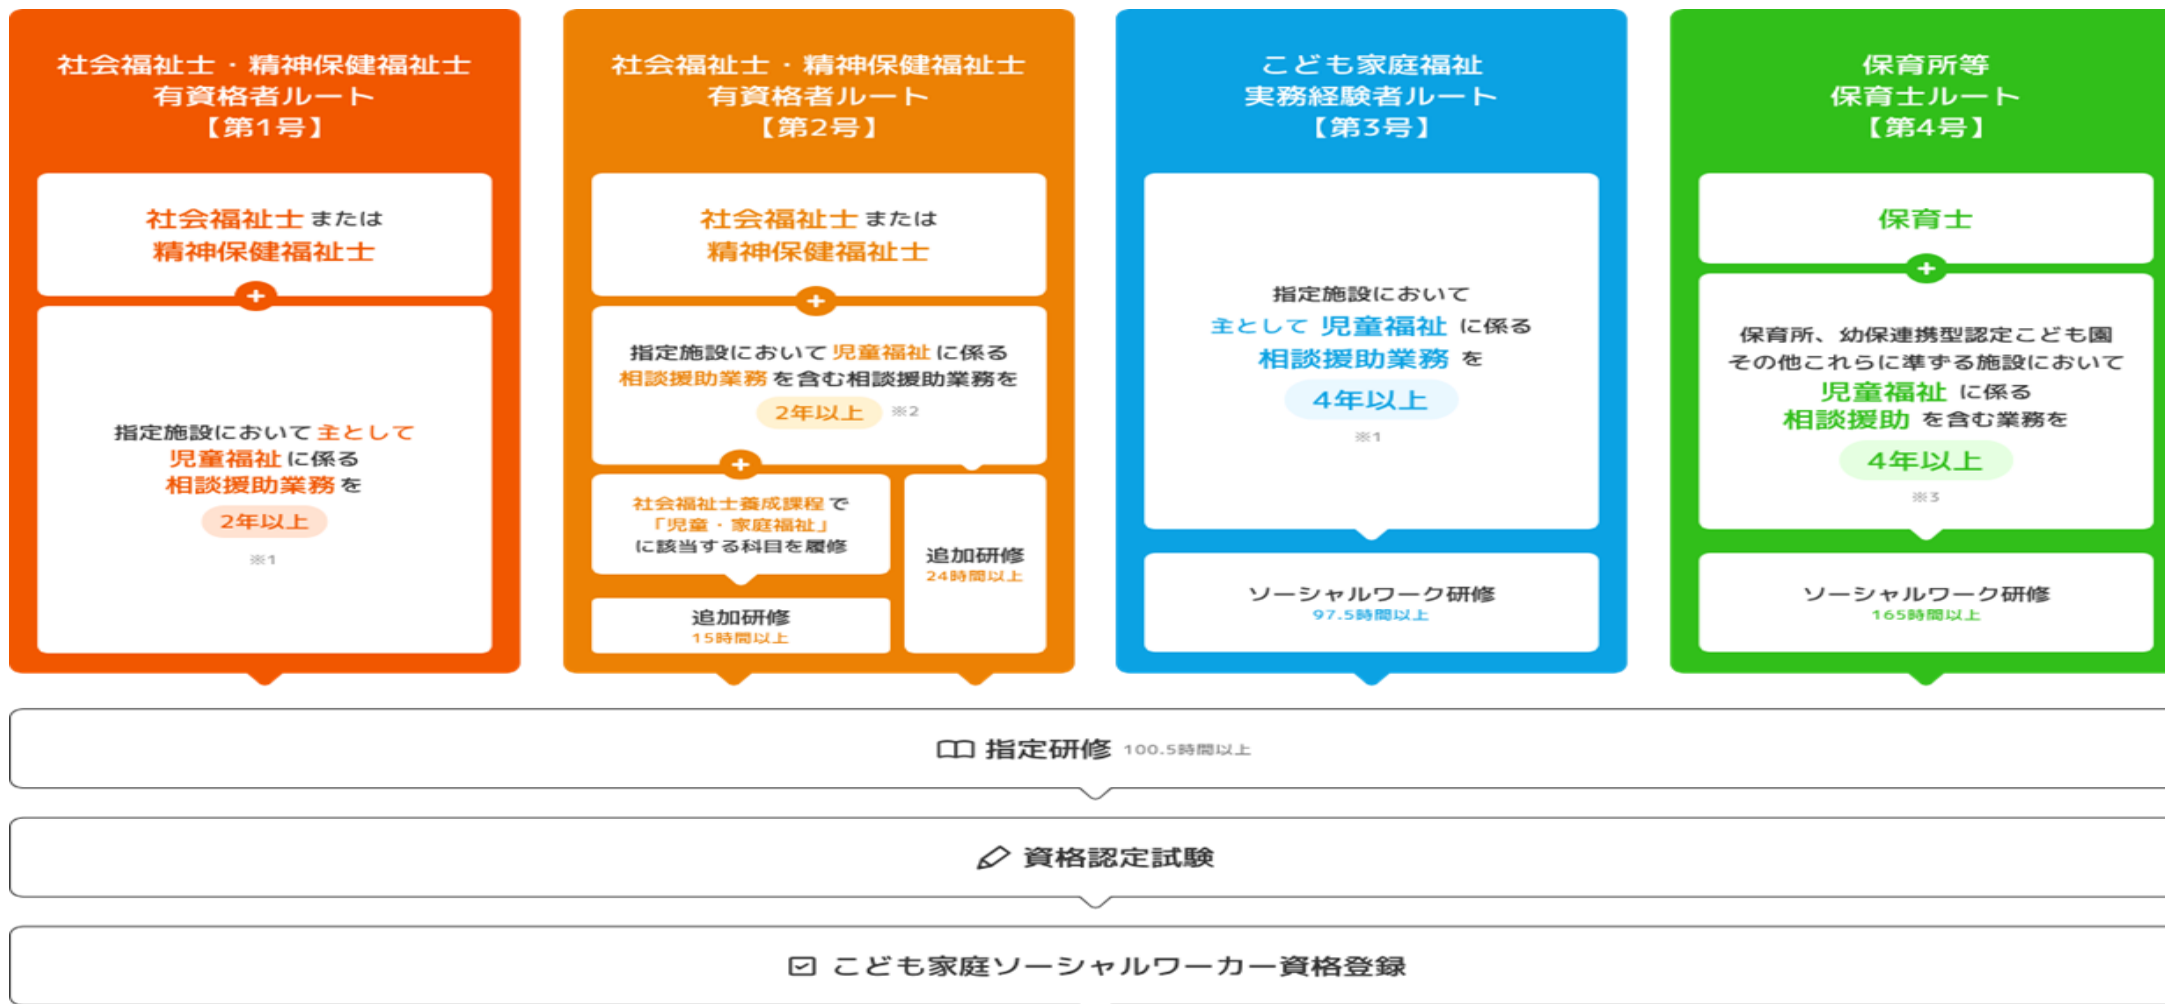 社会福祉士・精神保健福祉士
有資格者ルート
【第1号】
社会福祉士 または
精神保健福祉士
+
指定施設において 主として
児童福祉 に係る
相談援助業務 を
2年以上
※1
社会福祉士・精神保健福祉士
有資格者ルート
【第2号】
社会福祉士 または
精神保健福祉士
+
指定施設において 児童福祉 に係る
相談援助業務 を含む相談援助業務を
2年以上 ※2
+
社会福祉士養成課程 で
「児童・家庭福祉」
に該当する科目を履修
追加研修
15時間以上
追加研修
24時間以上
こども家庭福祉
実務経験者ルート
【第3号】
指定施設において
主として 児童福祉 に係る
相談援助業務 を
4年以上
※1
ソーシャルワーク研修
97.5時間以上
保育所等
保育士ルート
【第4号】
保育士
+
保育所、幼保連携型認定こども園
その他これらに準ずる施設において
児童福祉 に係る
相談援助 を含む業務を
4年以上
※3
ソーシャルワーク研修
165時間以上
指定研修 100.5時間以上
資格認定試験
こども家庭ソーシャルワーカー資格登録